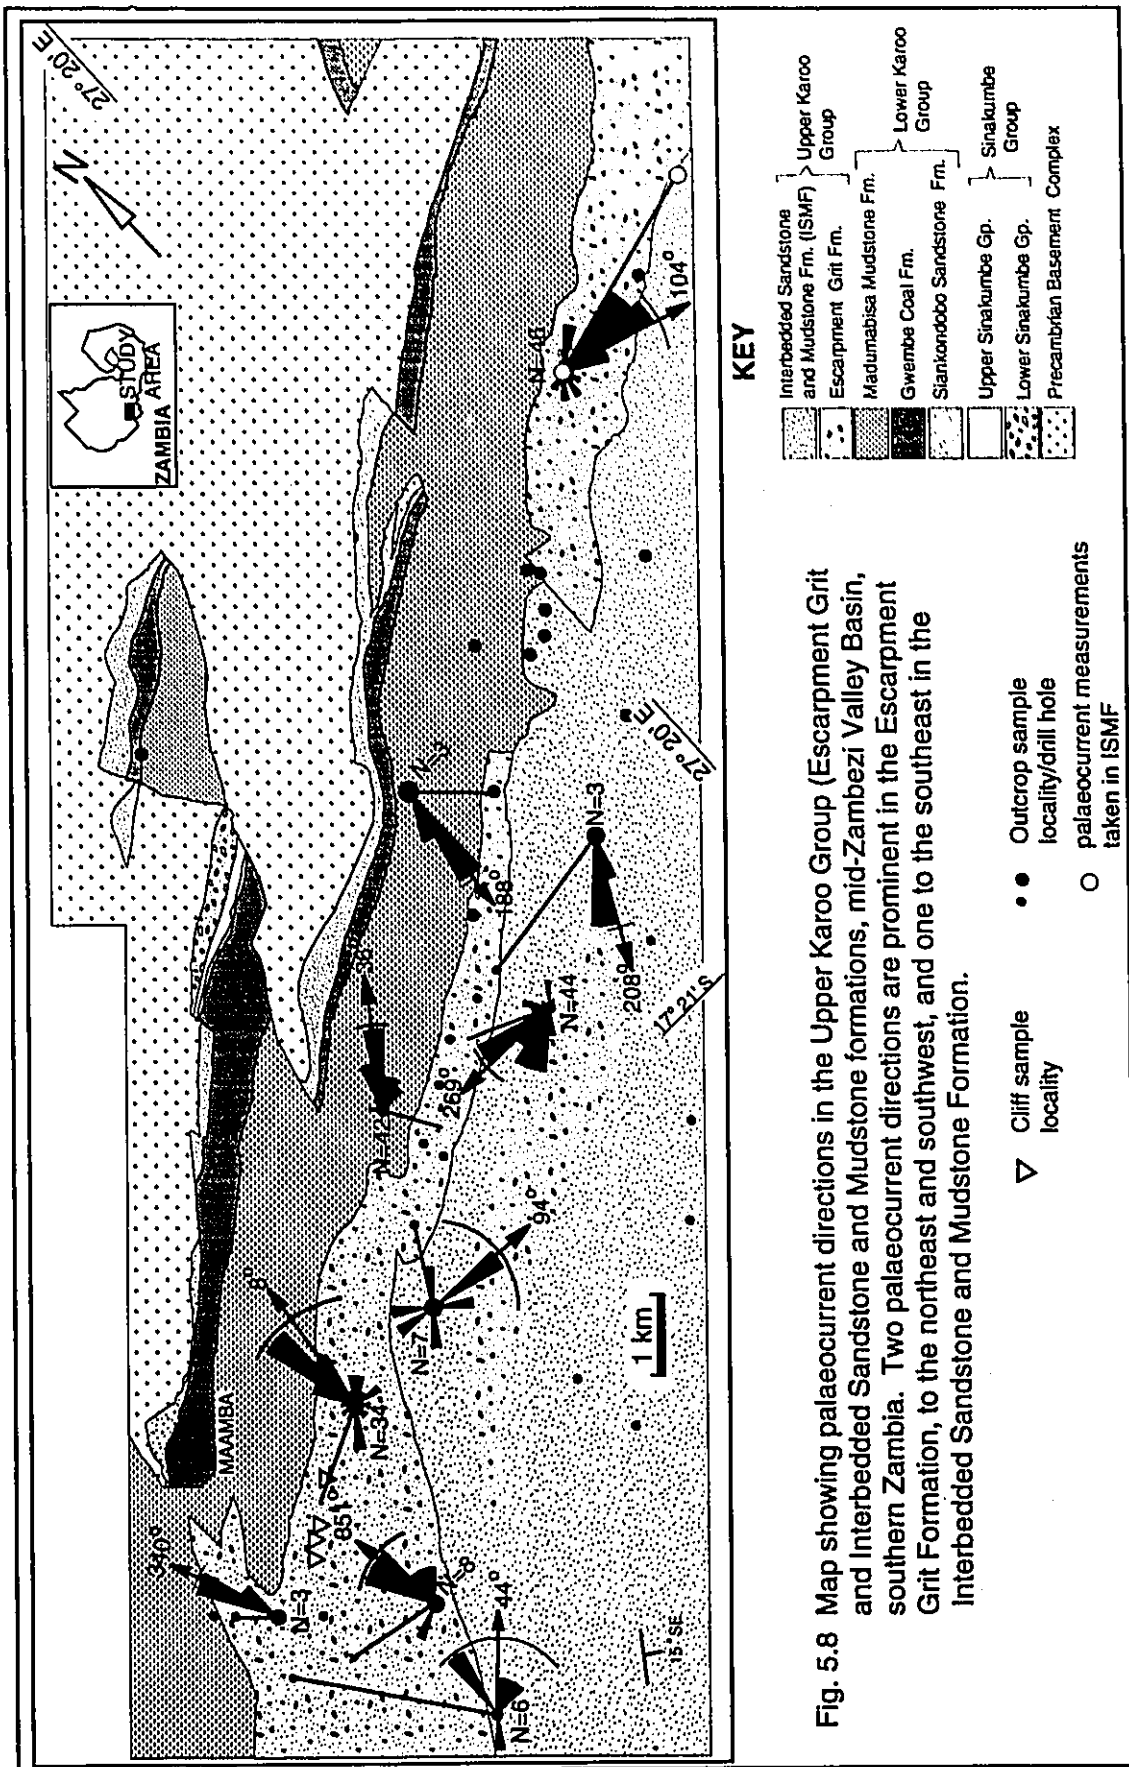 27° 20' E
N
ZAMBIA
STUDY
AREA
MAAMBA
340°
N=3
851°
N=8
44°
N=6
8°
N=34
N=7
94°
N=42
36°
269°
N=44
188°
208°
N=3
17° 21' S
27° 20' E
N=46
104°
1 km
15° SE
KEY
Interbedded Sandstone
and Mudstone Fm. (ISMF)
Escarpment Grit Fm.
Upper Karoo
Group
Madumabisa Mudstone Fm.
Gwembe Coal Fm.
Siankondobo Sandstone Fm.
Lower Karoo
Group
Upper Sinakumbe Gp.
Lower Sinakumbe Gp.
Sinakumbe
Group
Precambrian Basement Complex
Fig. 5.8 Map showing palaeocurrent directions in the Upper Karoo Group (Escarpment Grit
and Interbedded Sandstone and Mudstone formations, mid-Zambezi Valley Basin,
southern Zambia. Two palaeocurrent directions are prominent in the Escarpment
Grit Formation, to the northeast and southwest, and one to the southeast in the
Interbedded Sandstone and Mudstone Formation.
Cliff sample
locality
Outcrop sample
locality/drill hole
palaeocurrent measurements
taken in ISMF